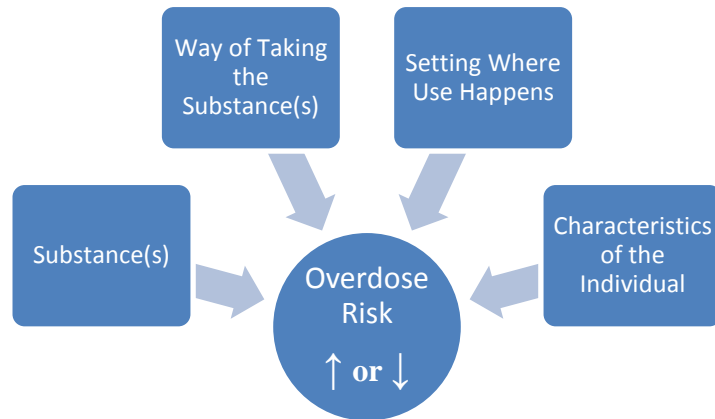 Way of Taking
the
Substance(s)
Setting Where
Use Happens
Substance(s)
Characteristics
of the
Individual
Overdose
Risk
↑ or ↓